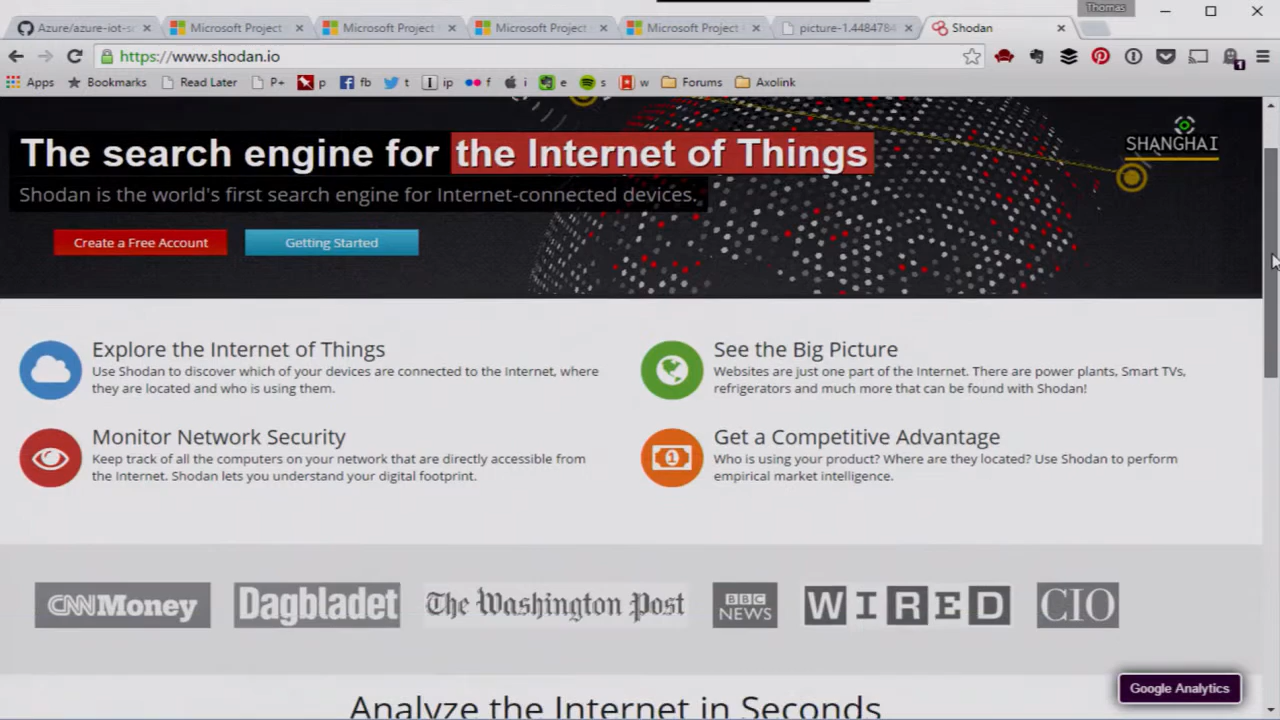 Thomas
Azure/azure-iot-s
Microsoft Project
Microsoft Project
Microsoft Project
Microsoft Project
picture-1.4484784
Shodan
https://www.shodan.io
Apps
Bookmarks
Read Later
P+
p
fb
t
ip
f
i
e
s
w
Forums
Axolink
1
The search engine for the Internet of Things
SHANGHAI
Shodan is the world's first search engine for Internet-connected devices.
Create a Free Account
Getting Started
Explore the Internet of Things
Use Shodan to discover which of your devices are connected to the Internet, where
they are located and who is using them.
See the Big Picture
Websites are just one part of the Internet. There are power plants, Smart TVs,
refrigerators and much more that can be found with Shodan!
Monitor Network Security
Keep track of all the computers on your network that are directly accessible from
the Internet. Shodan lets you understand your digital footprint.
Get a Competitive Advantage
Who is using your product? Where are they located? Use Shodan to perform
empirical market intelligence.
CNNMoney
Dagbladet
The Washington Post
BBC
NEWS
WIRED
CIO
Google Analytics
Analyze the Internet in Seconds